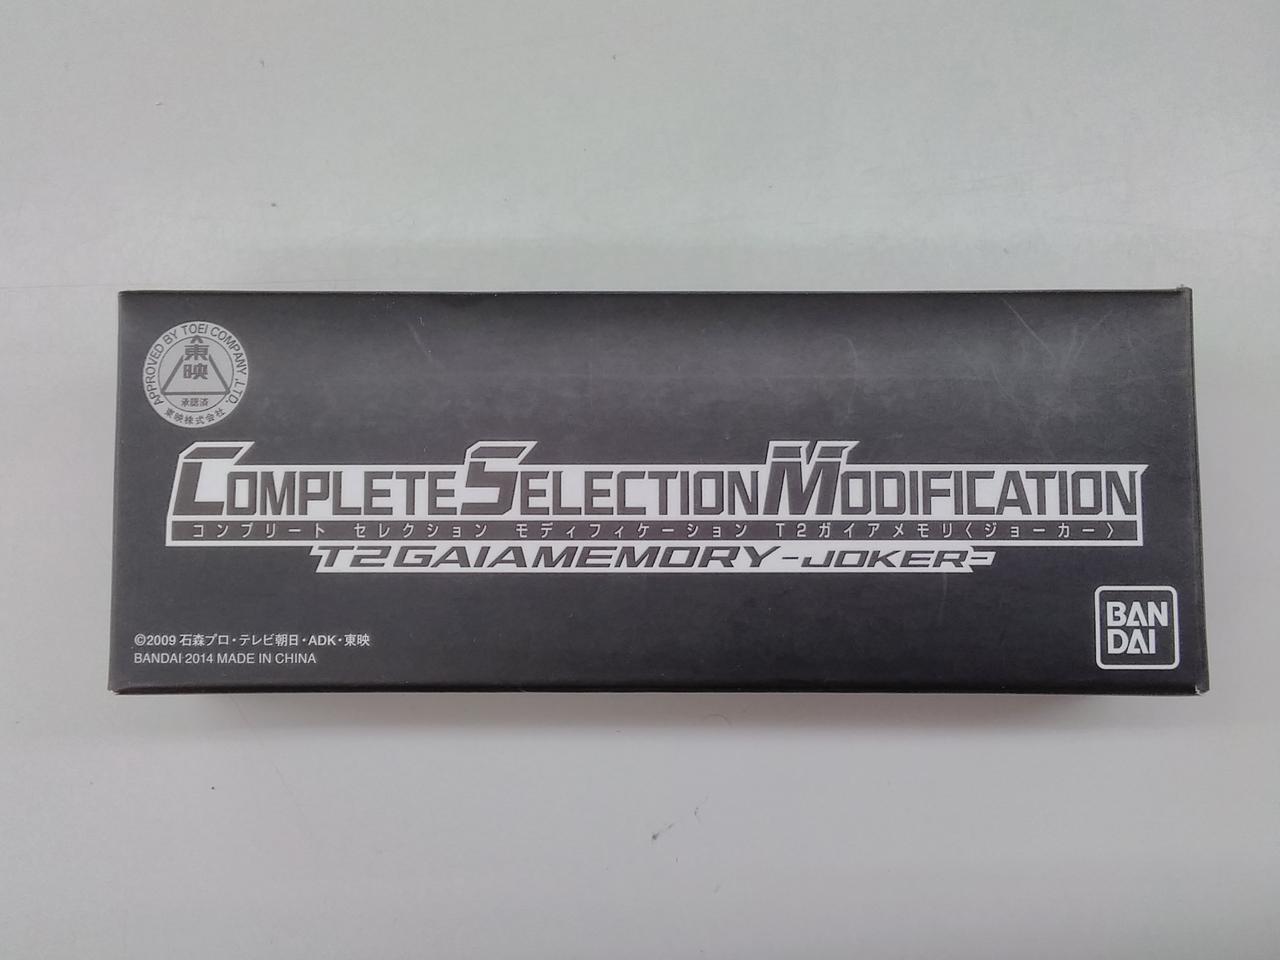 APPROVED BY TOEI COMPANY.,LTD.
東映
承認済
東映株式会社
COMPLETE SELECTION MODIFICATION
コンプリート セレクション モディフィケーション T2ガイアメモリ〈ジョーカー〉
T2GAIAMEMORY-JOKER-
©2009 石森プロ・テレビ朝日・ADK・東映
BANDAI 2014 MADE IN CHINA
BAN
DAI